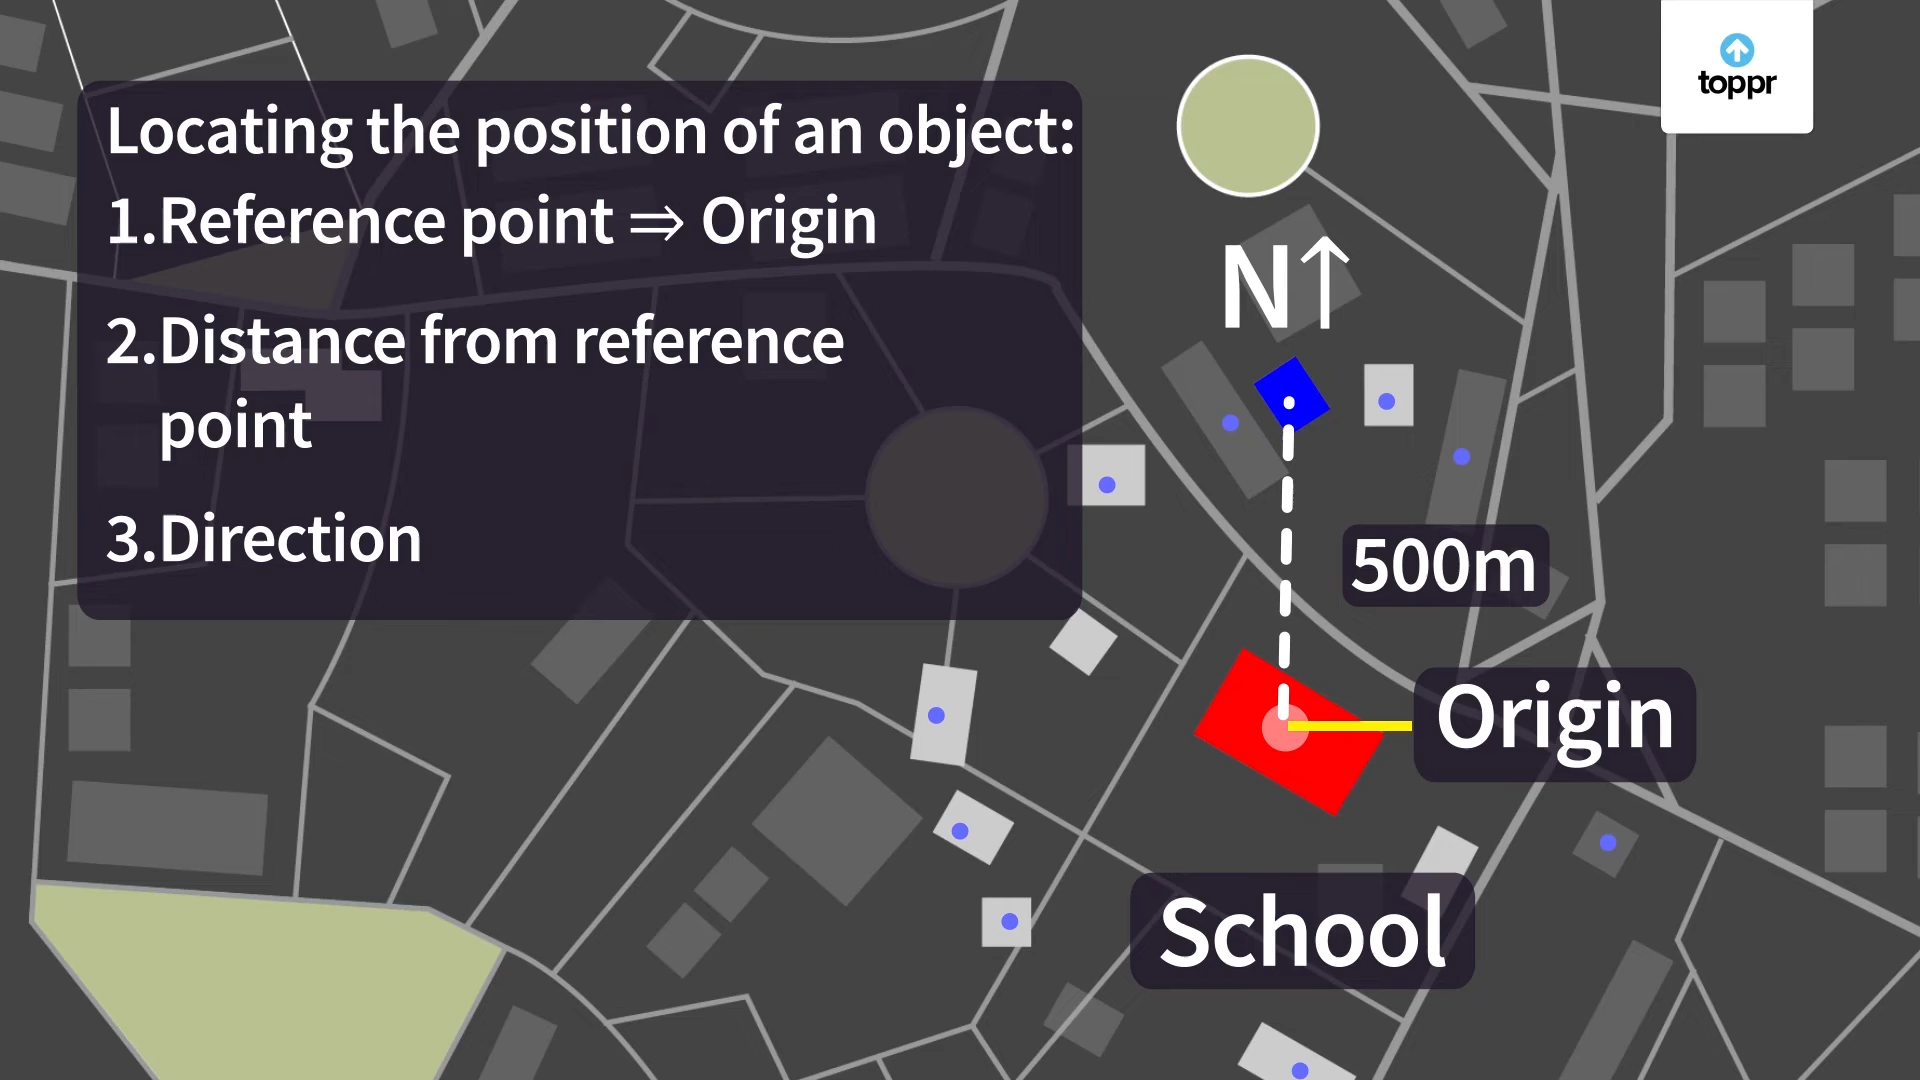 toppr
Locating the position of an object:
1.Reference point ⇒ Origin
2.Distance from reference
point
3.Direction
N↑
500m
Origin
School